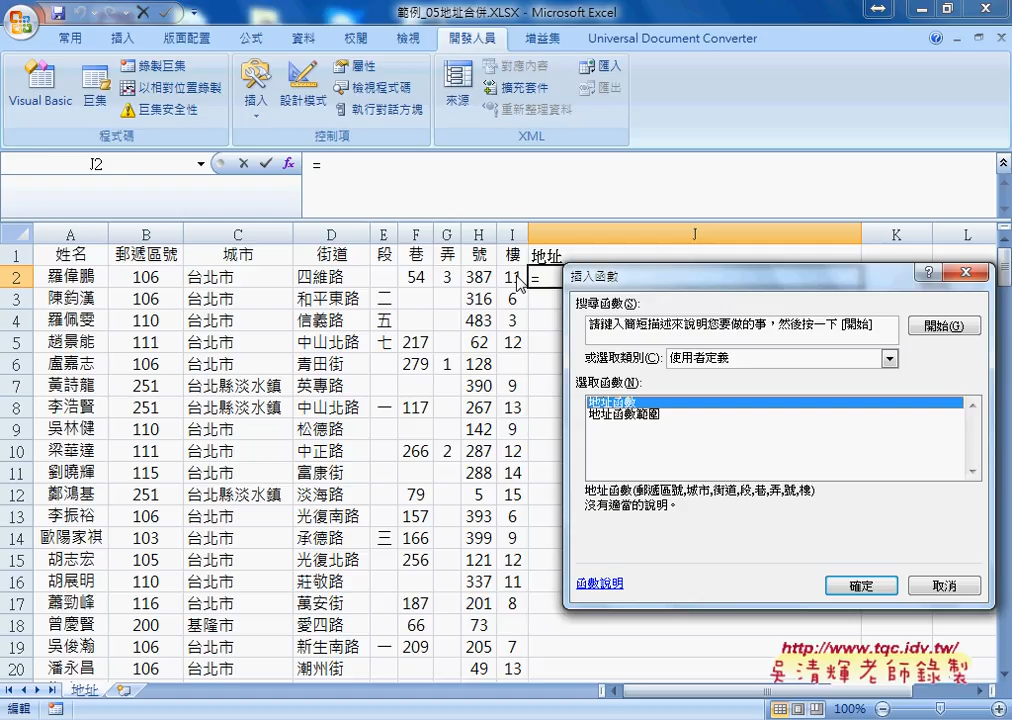 範例_05地址合併.XLSX - Microsoft Excel
常用 插入 版面配置 公式 資料 校閱 檢視 開發人員 增益集 Universal Document Converter
Visual Basic 巨集 錄製巨集 以相對位置錄製 巨集安全性 程式碼
插入 設計模式 屬性 檢視程式碼 執行對話方塊 控制項
來源 對應內容 擴充套件 重新整理資料 匯入 匯出 XML
J2 fx =
A B C D E F G H I J K L
1 姓名 郵遞區號 城市 街道 段 巷 弄 號 樓 地址
2 羅偉鵬 106 台北市 四維路 54 3 387 11 =
3 陳鈞漢 106 台北市 和平東路 二 316 6
4 羅佩雯 110 台北市 信義路 五 483 3
5 趙景能 111 台北市 中山北路 七 217 62 12
6 盧嘉志 106 台北市 青田街 279 1 128
7 黃詩龍 251 台北縣淡水鎮 英專路 390 9
8 李浩賢 251 台北縣淡水鎮 中山北路 一 117 267 13
9 吳林健 110 台北市 松德路 142 9
10 梁華達 111 台北市 中正路 266 2 287 12
11 劉曉輝 115 台北市 富康街 288 14
12 鄭鴻基 251 台北縣淡水鎮 淡海路 79 5 15
13 李振裕 106 台北市 光復南路 157 393 6
14 歐陽家祺 103 台北市 承德路 三 166 399 9
15 胡志宏 105 台北市 光復北路 256 121 12
16 胡展明 110 台北市 莊敬路 337 11
17 蕭勁峰 116 台北市 萬安街 187 201 8
18 曾慶賢 200 基隆市 愛四路 66 73
19 吳俊瀚 106 台北市 新生南路 一 209 205 7
20 潘永昌 106 台北市 潮州街 49 13
插入函數
搜尋函數(S):
請鍵入簡短描述來說明您要做的事，然後按一下 [開始] 開始(G)
或選取類別(C): 使用者定義
選取函數(N):
地址函數
地址函數範圍
地址函數(郵遞區號,城市,街道,段,巷,弄,號,樓)
沒有適當的說明。
函數說明 確定 取消
http://www.tqc.idv.tw/
吳清輝老師錄製
地址
編輯 100%